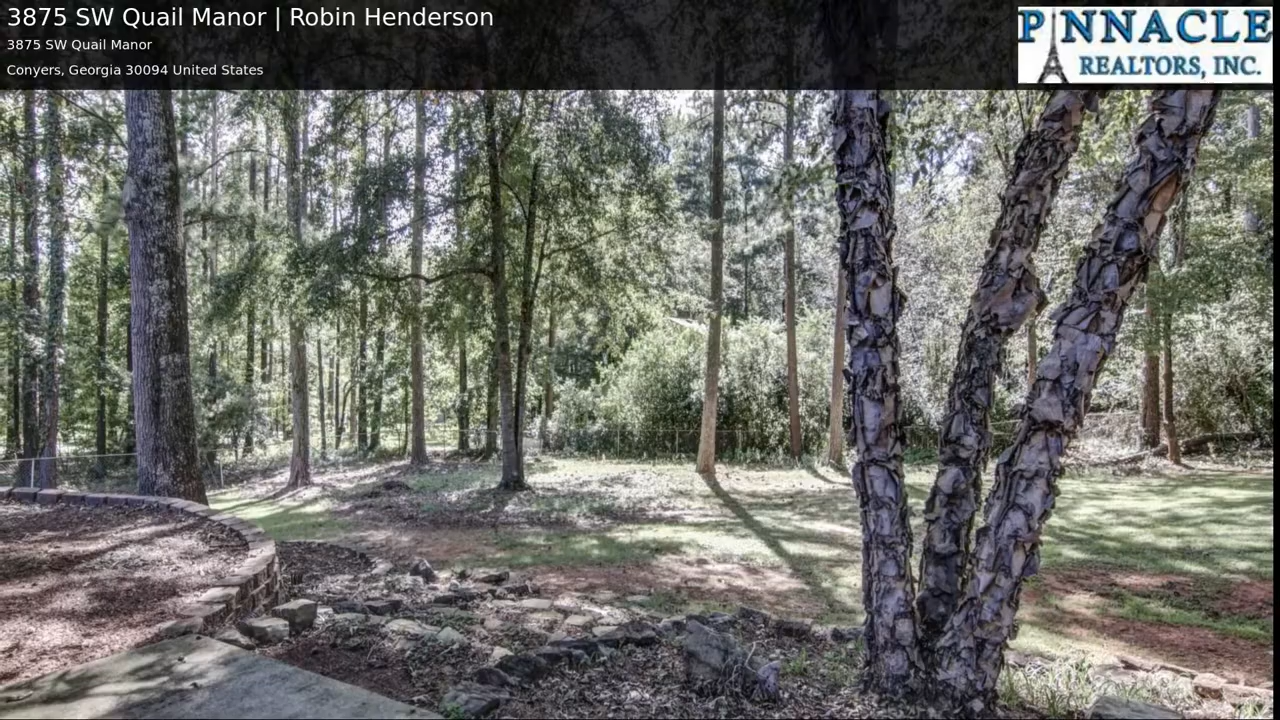 3875 SW Quail Manor | Robin Henderson
3875 SW Quail Manor
Conyers, Georgia 30094 United States
PINNACLE
REALTORS, INC.